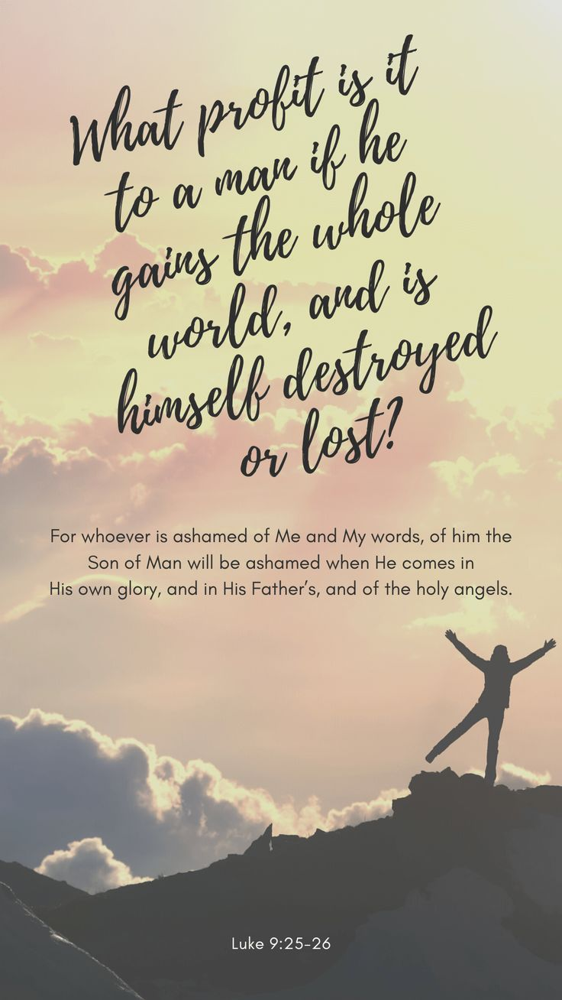 What profit is it
to a man if he
gains the whole
world, and is
himself destroyed
or lost?
For whoever is ashamed of Me and My words, of him the
Son of Man will be ashamed when He comes in
His own glory, and in His Father’s, and of the holy angels.
Luke 9:25-26